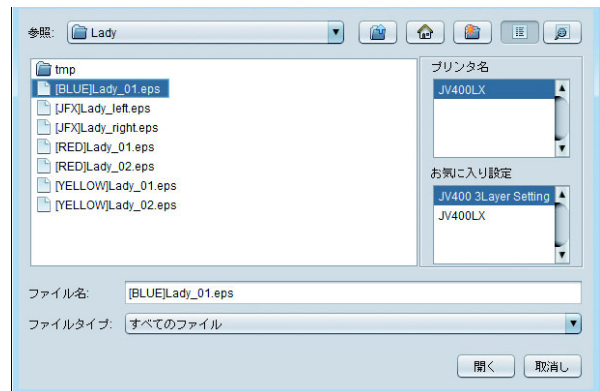 参照: Lady
tmp
[BLUE]Lady_01.eps
[JFX]Lady_left.eps
[JFX]Lady_right.eps
[RED]Lady_01.eps
[RED]Lady_02.eps
[YELLOW]Lady_01.eps
[YELLOW]Lady_02.eps
プリンタ名
JV400LX
お気に入り設定
JV400 3Layer Setting
JV400LX
ファイル名: [BLUE]Lady_01.eps
ファイルタイプ: すべてのファイル
開く 取消し